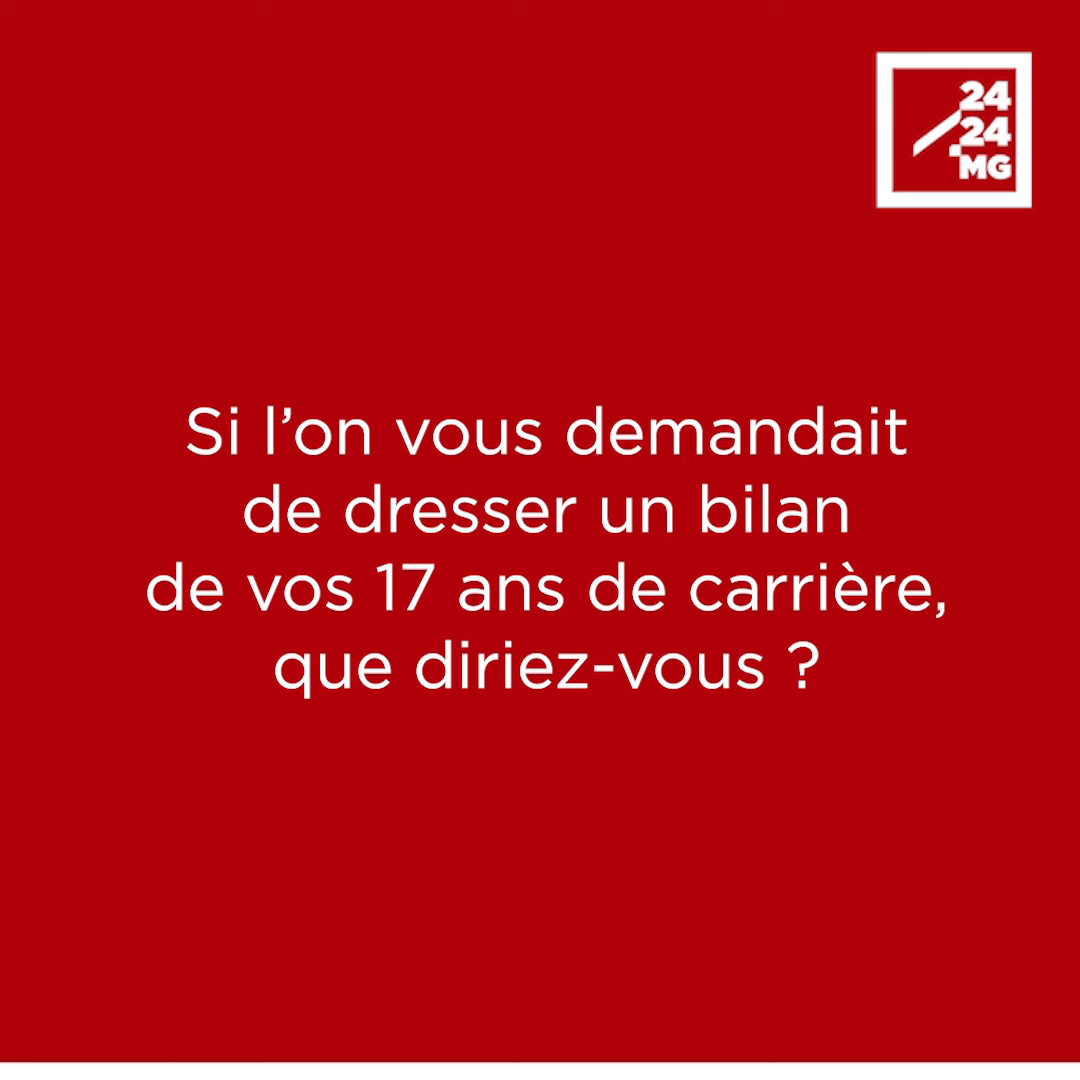 24
24
MG
Si l’on vous demandait
de dresser un bilan
de vos 17 ans de carrière,
que diriez-vous ?